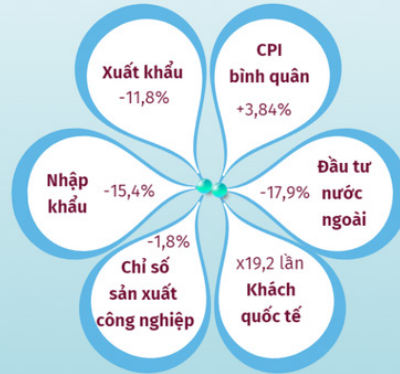 Xuất khẩu
-11,8%
CPI
bình quân
+3,84%
Nhập
khẩu
-15,4%
-17,9%
Đầu tư
nước
ngoài
-1,8%
Chỉ số
sản xuất
công nghiệp
x19,2 lần
Khách
quốc tế